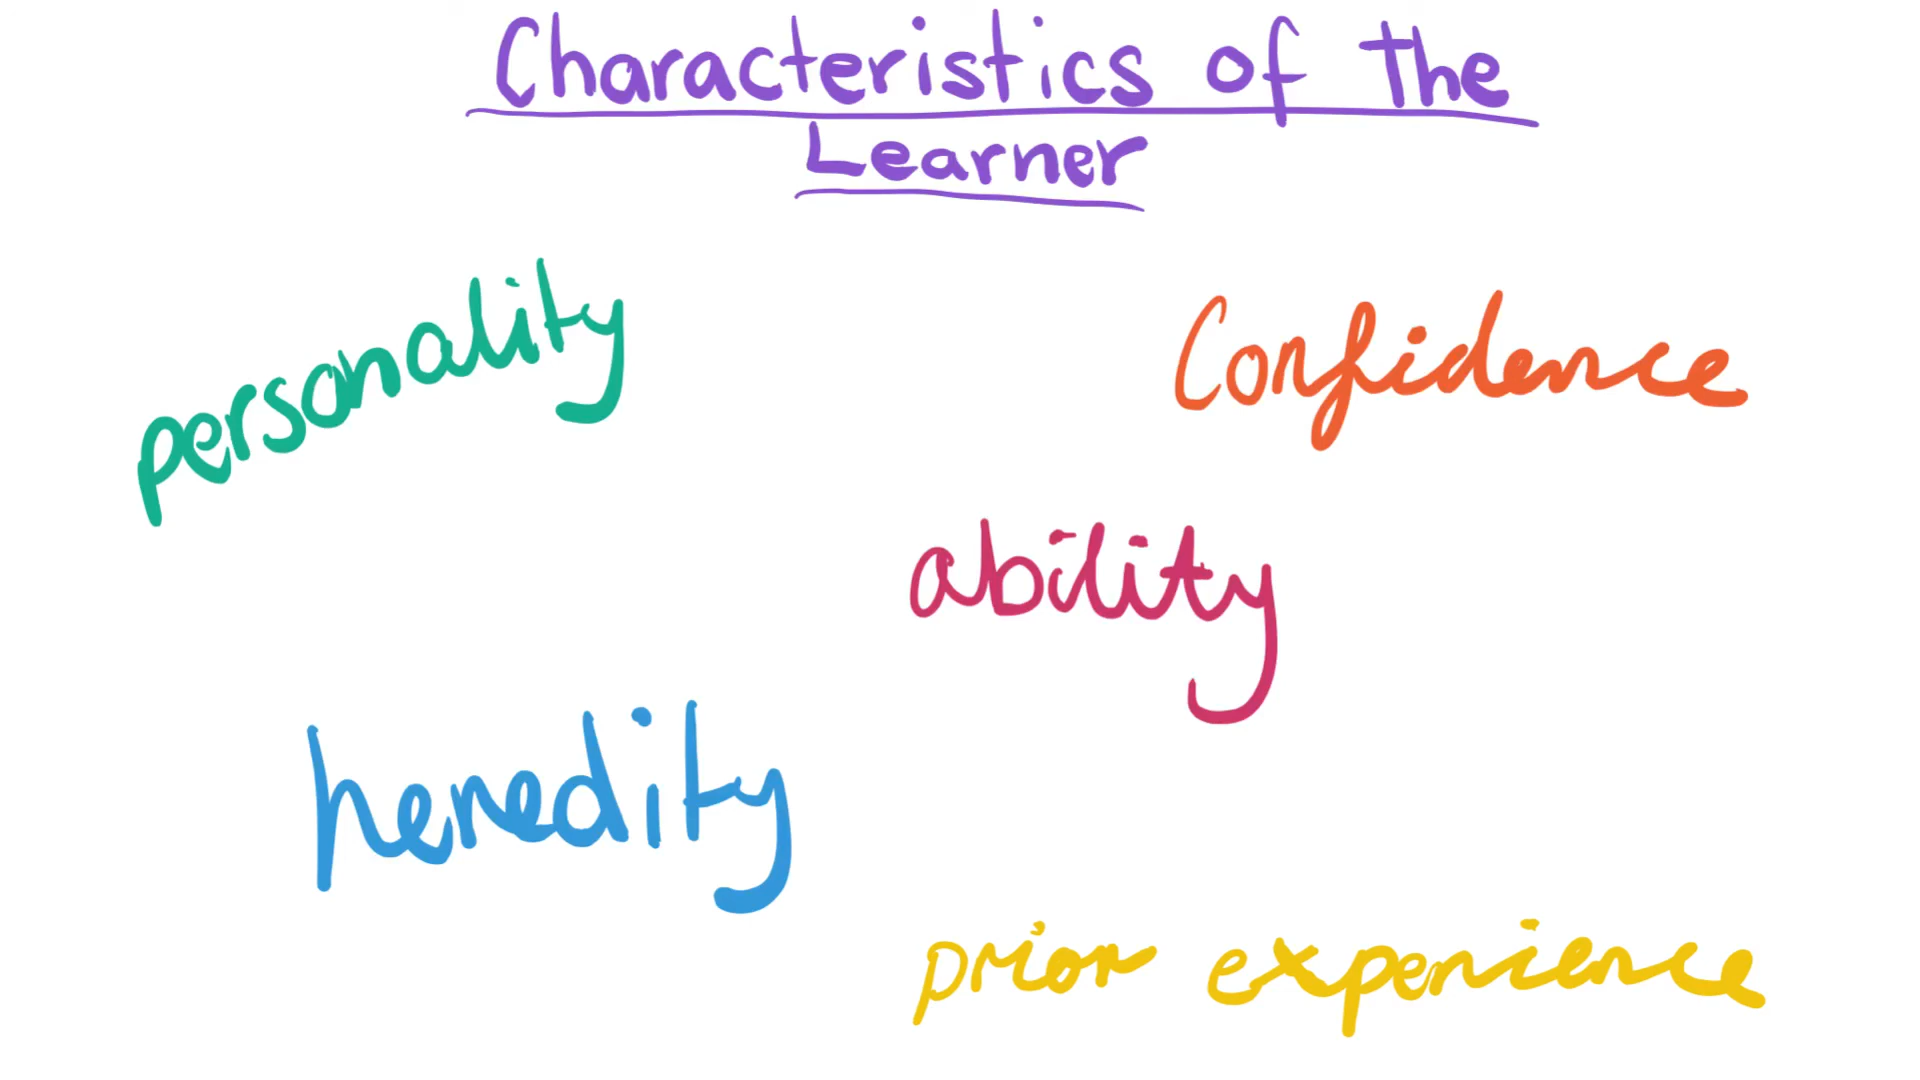 Characteristics of the
Learner
personality
Confidence
ability
heredity
prior experience